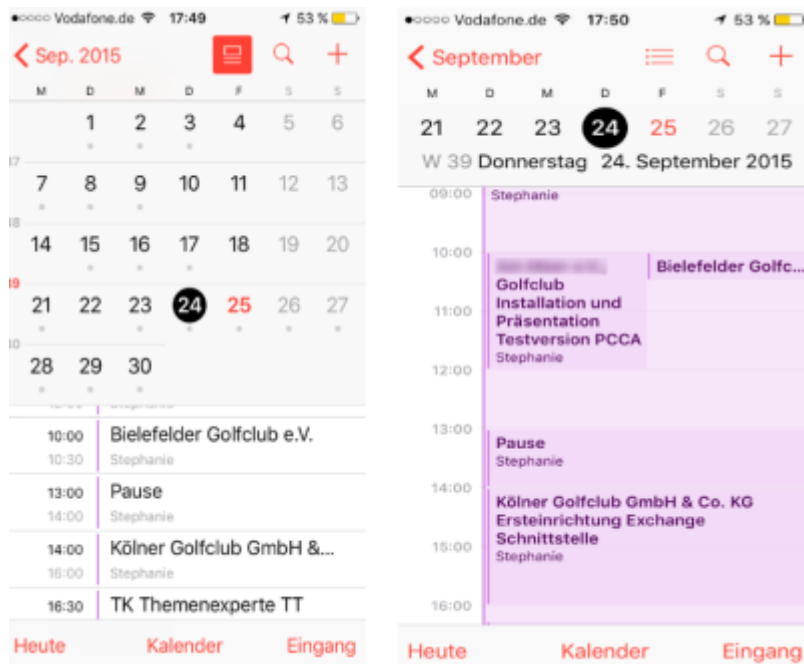 Vodafone.de 17:49 53 %
Sep. 2015
M D M D F S S
1 2 3 4 5 6
7 8 9 10 11 12 13
14 15 16 17 18 19 20
21 22 23 24 25 26 27
28 29 30
10:00 Bielefelder Golfclub e.V.
10:30 Stephanie
13:00 Pause
14:00 Stephanie
14:00 Kölner Golfclub GmbH &...
16:00 Stephanie
16:30 TK Themenexperte TT
Heute Kalender Eingang
Vodafone.de 17:50 53 %
September
M D M D F S S
21 22 23 24 25 26 27
W 39 Donnerstag 24. September 2015
09:00 Stephanie
10:00
Bielefelder Golfc...
Golfclub
11:00 Installation und
Präsentation
Testversion PCCA
Stephanie
12:00
13:00
Pause
Stephanie
14:00
Kölner Golfclub GmbH & Co. KG
Ersteinrichtung Exchange
Schnittstelle
15:00 Stephanie
16:00
Heute Kalender Eingang